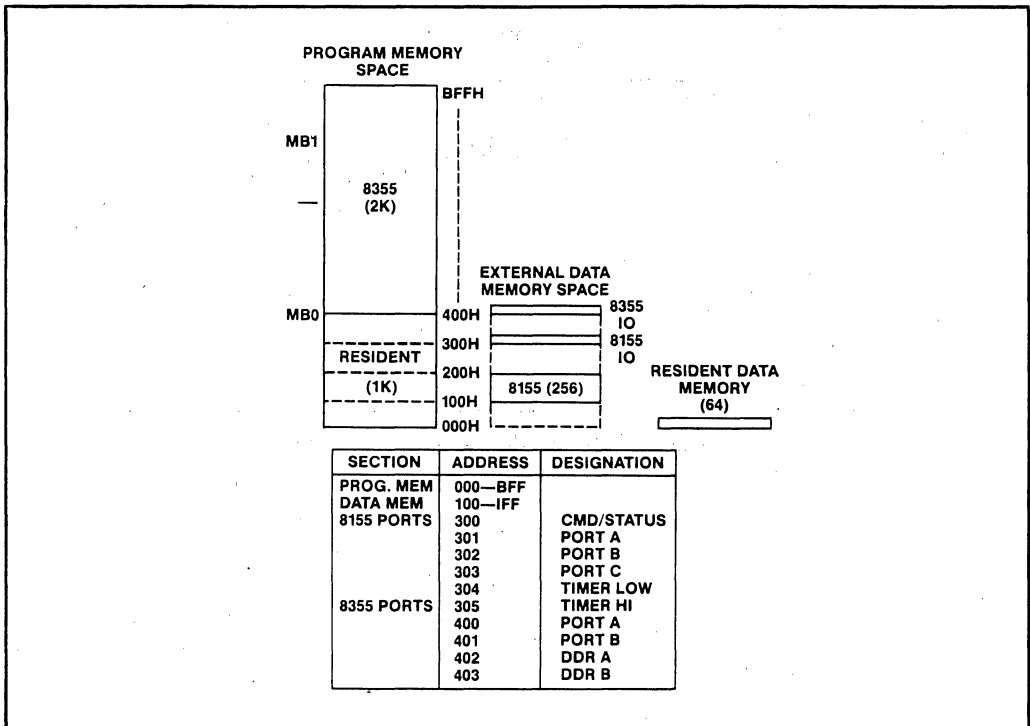 PROGRAM MEMORY
SPACE
BFFH
MB1
8355
(2K)
EXTERNAL DATA
MEMORY SPACE
MB0
400H
8355
IO
300H
8155
IO
RESIDENT
200H
(1K)
8155 (256)
100H
000H
RESIDENT DATA
MEMORY
(64)
SECTION ADDRESS DESIGNATION
PROG. MEM 000—BFF
DATA MEM 100—IFF
8155 PORTS 300 CMD/STATUS
301 PORT A
302 PORT B
303 PORT C
304 TIMER LOW
8355 PORTS 305 TIMER HI
400 PORT A
401 PORT B
402 DDR A
403 DDR B